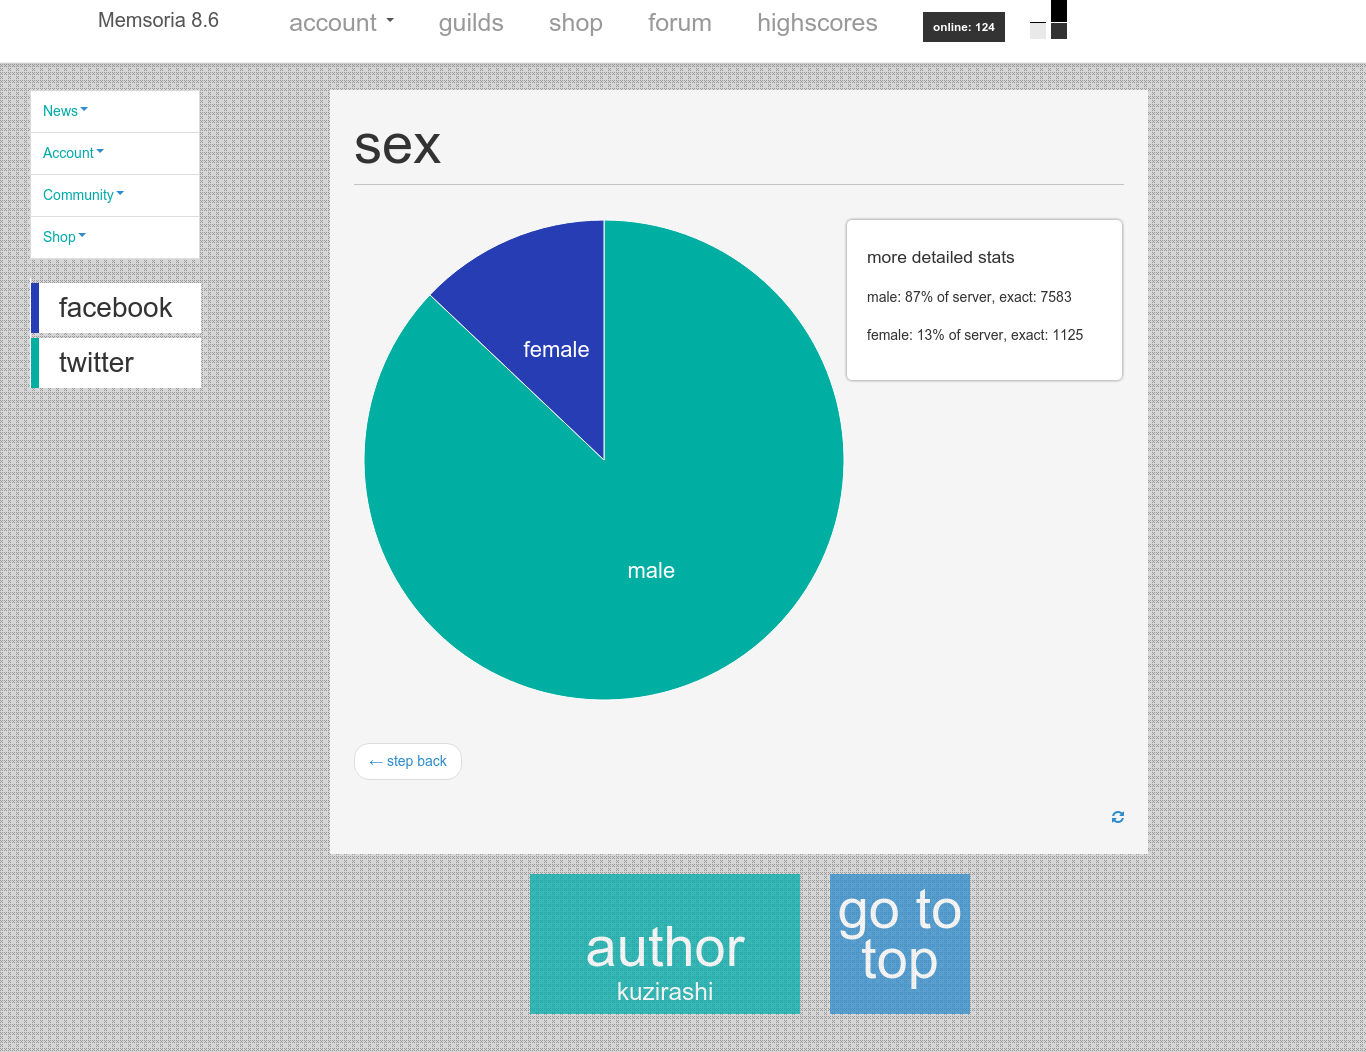 Memsoria 8.6
account
guilds
shop
forum
highscores
online: 124
News
Account
Community
Shop
facebook
twitter
sex
female
male
more detailed stats
male: 87% of server, exact: 7583
female: 13% of server, exact: 1125
← step back
author
kuzirashi
go to
top